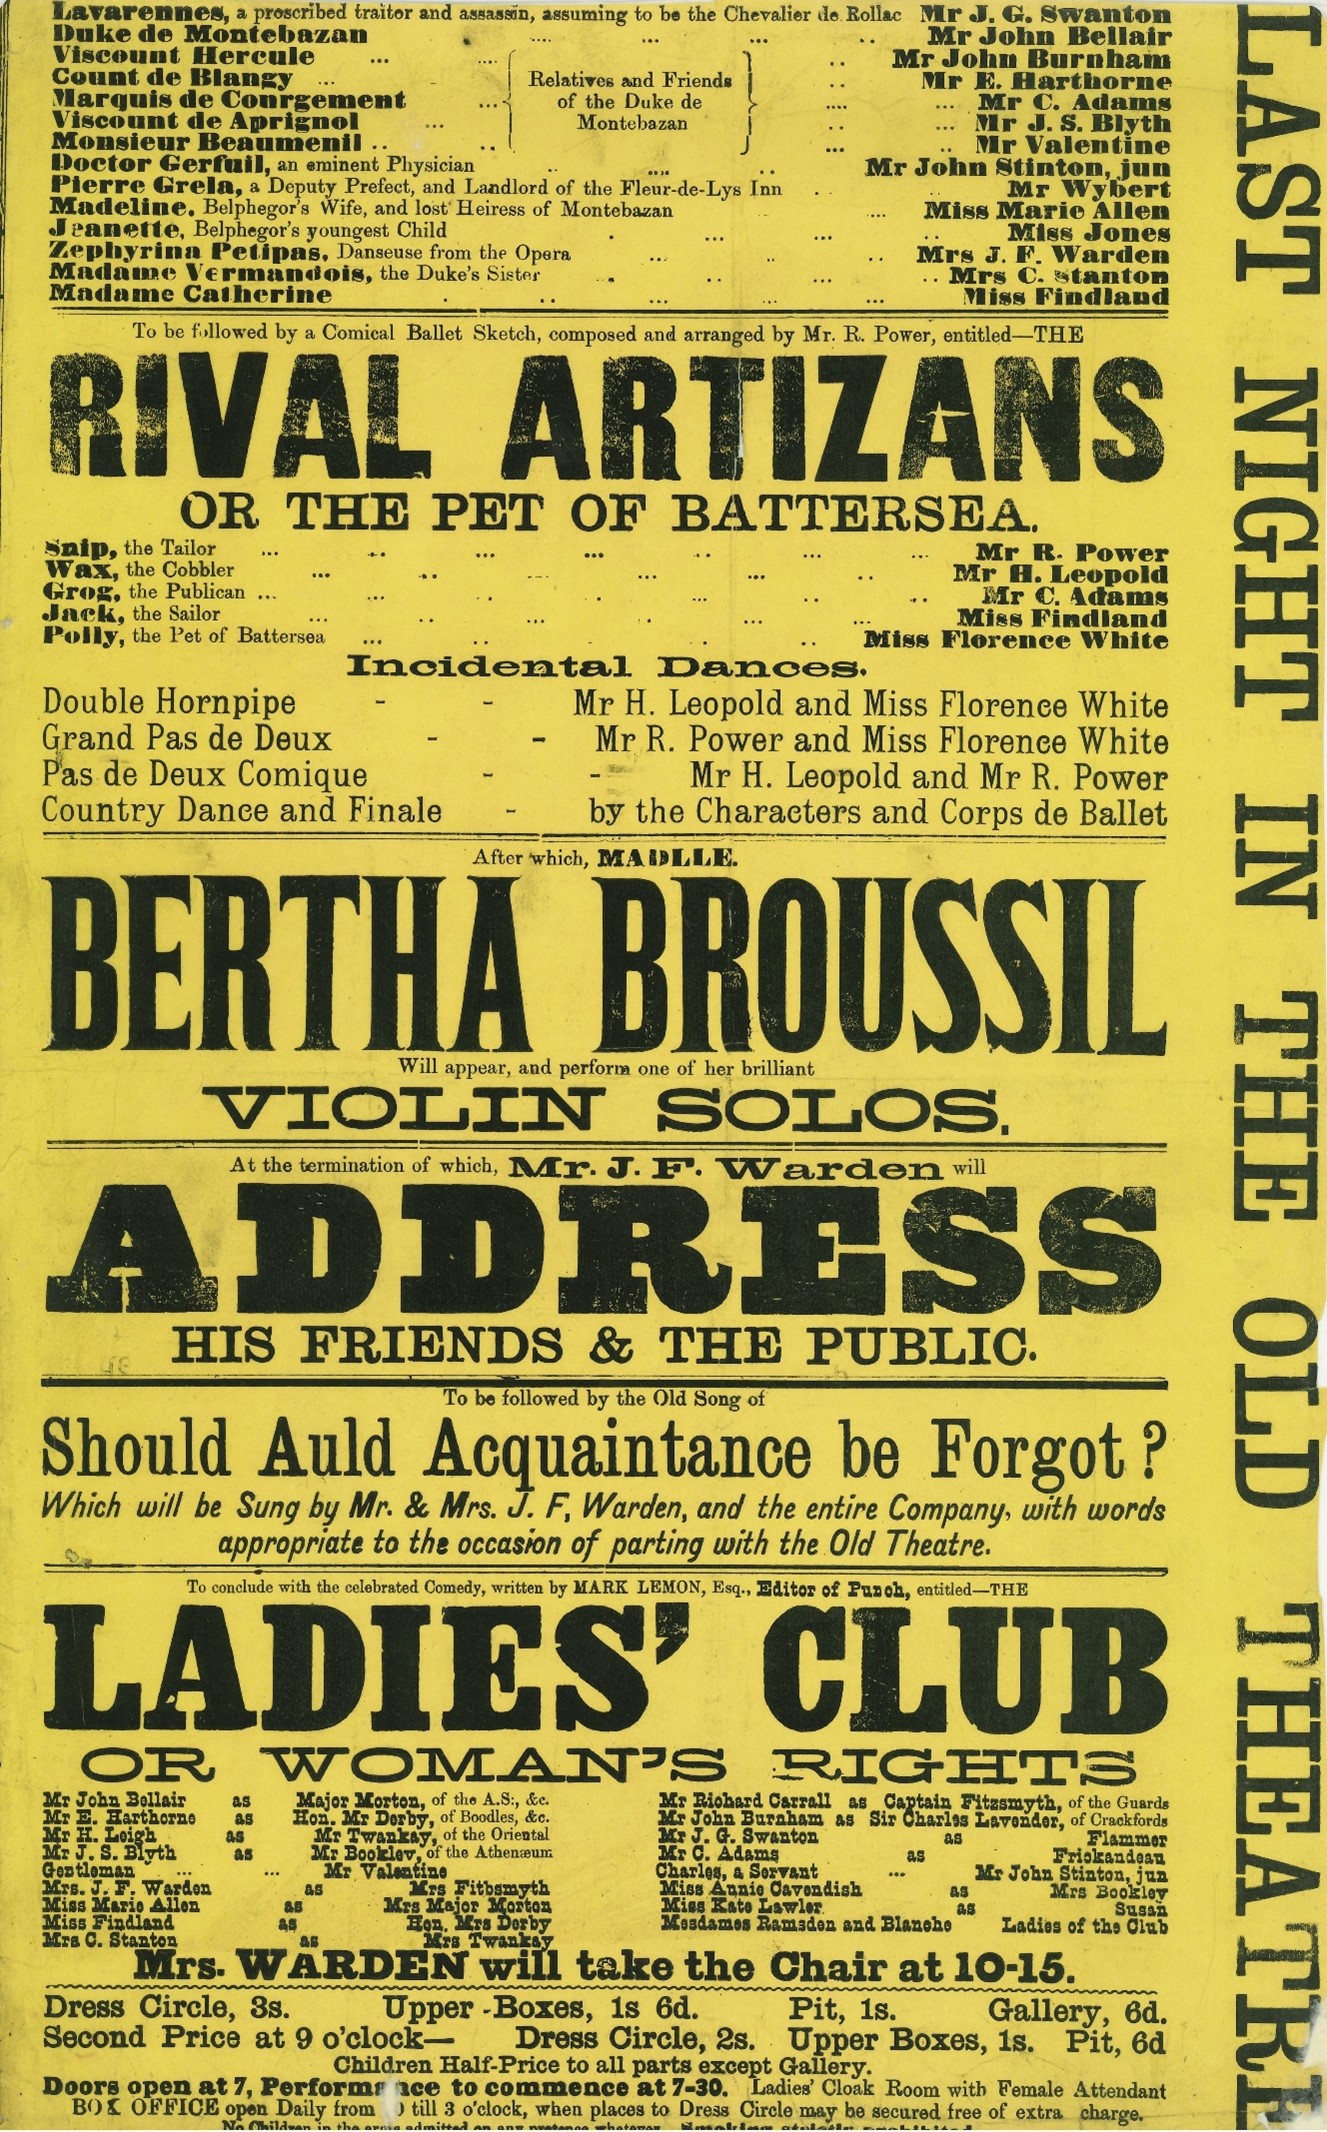 Lavarennes, a proscribed traitor and assassin, assuming to be the Chevalier de Rollac Mr J. G. Swanton
Duke de Montebazan .... ... ... .. Mr John Bellair
Viscount Hercule ... .... .. Mr John Burnham
Count de Blangy ... .. Mr E. Harthorne
Marquis de Courgement ... .... ... Mr C. Adams
Viscount de Aprignol ... .. ... Mr J. S. Blyth
Monsieur Beaumenil .. .. ... .. Mr Valentine
Relatives and Friends
of the Duke de
Montebazan
Doctor Gerfuil, an eminent Physician .. .... .. Mr John Stinton, jun
Pierre Grela, a Deputy Prefect, and Landlord of the Fleur-de-Lys Inn . .. Mr Wybert
Madeline, Belphegor's Wife, and lost Heiress of Montebazan .... Miss Marie Allen
Jeanette, Belphegor's youngest Child . ... ... .. Miss Jones
Zephyrina Petipas, Danseuse from the Opera ... .. .. Mrs J. F. Warden
Madame Vermandois, the Duke's Sister .. .. ... .. Mrs C. Stanton
Madame Catherine . .. ... ... ... Miss Findland
To be followed by a Comical Ballet Sketch, composed and arranged by Mr. R. Power, entitled—THE
RIVAL ARTIZANS
OR THE PET OF BATTERSEA.
Snip, the Tailor ... .. ... ... .. ... ... Mr R. Power
Wax, the Cobbler ... .. ... ... ... .. Mr H. Leopold
Grog, the Publican ... ... . . ... ... .. Mr C. Adams
Jack, the Sailor ... .. ... .. ... ... Miss Findland
Polly, the Pet of Battersea ... .. . .. .. Miss Florence White
Incidental Dances.
Double Hornpipe - - Mr H. Leopold and Miss Florence White
Grand Pas de Deux - - Mr R. Power and Miss Florence White
Pas de Deux Comique - - Mr H. Leopold and Mr R. Power
Country Dance and Finale - by the Characters and Corps de Ballet
After which, MADLLE.
BERTHA BROUSSIL
Will appear, and perform one of her brilliant
VIOLIN SOLOS.
At the termination of which, Mr. J. F. Warden will
ADDRESS
HIS FRIENDS & THE PUBLIC.
To be followed by the Old Song of
Should Auld Acquaintance be Forgot?
Which will be Sung by Mr. & Mrs. J. F, Warden, and the entire Company, with words
appropriate to the occasion of parting with the Old Theatre.
To conclude with the celebrated Comedy, written by MARK LEMON, Esq., Editor of Punch, entitled—THE
LADIES' CLUB
OR WOMAN'S RIGHTS
Mr John Bellair as Major Morton, of the A.S:, &c.
Mr E. Harthorne as Hon. Mr Derby, of Boodles, &c.
Mr H. Leigh as Mr Twankay, of the Oriental
Mr J. S. Blyth as Mr Bookley, of the Athenæum
Gentleman ... ... Mr Valentine
Mrs. J. F. Warden as Mrs Fitbsmyth
Miss Marie Allen as Mrs Major Morton
Miss Findland as Hon. Mrs Derby
Mrs C. Stanton as Mrs Twankay
Mr Richard Carrall as Captain Fitzsmyth, of the Guards
Mr John Burnham as Sir Charles Lavender, of Crackfords
Mr J. G. Swanton as Flammer
Mr C. Adams as Friokandeau
Charles, a Servant ... Mr John Stinton, jun
Miss Annie Cavendish as Mrs Bookley
Miss Kate Lawler as Susan
Mesdames Ramsden and Blanche Ladies of the Club
Mrs. WARDEN will take the Chair at 10-15.
Dress Circle, 3s. Upper-Boxes, 1s 6d. Pit, 1s. Gallery, 6d.
Second Price at 9 o'clock— Dress Circle, 2s. Upper Boxes, 1s. Pit, 6d
Children Half-Price to all parts except Gallery.
Doors open at 7, Performance to commence at 7-30. Ladies' Cloak Room with Female Attendant
BOX OFFICE open Daily from till 3 o'clock, when places to Dress Circle may be secured free of extra charge.
No Children in the arms admitted on any pretence whatever. Smoking strictly prohibited
LAST NIGHT IN THE OLD THEATRE